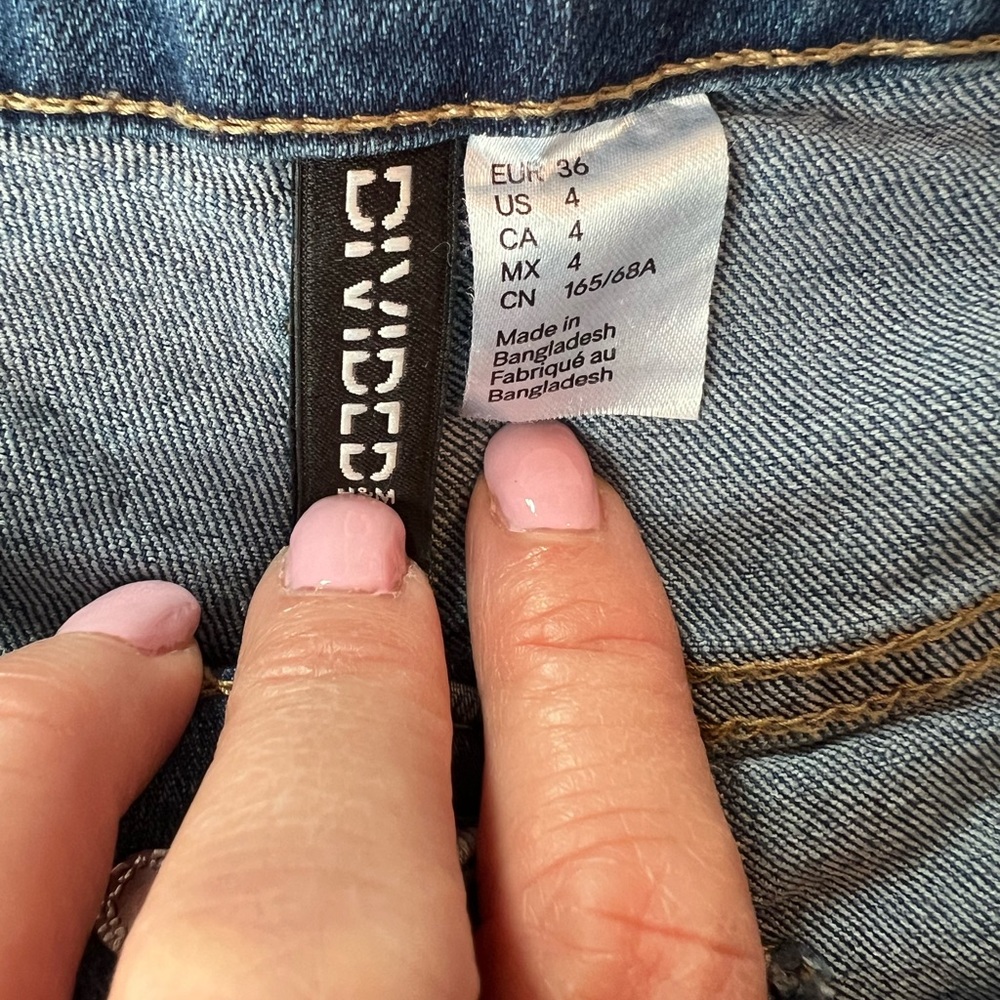 DIVIDED
H&M
EUR 36
US 4
CA 4
MX 4
CN 165/68A
Made in
Bangladesh
Fabriqué au
Bangladesh